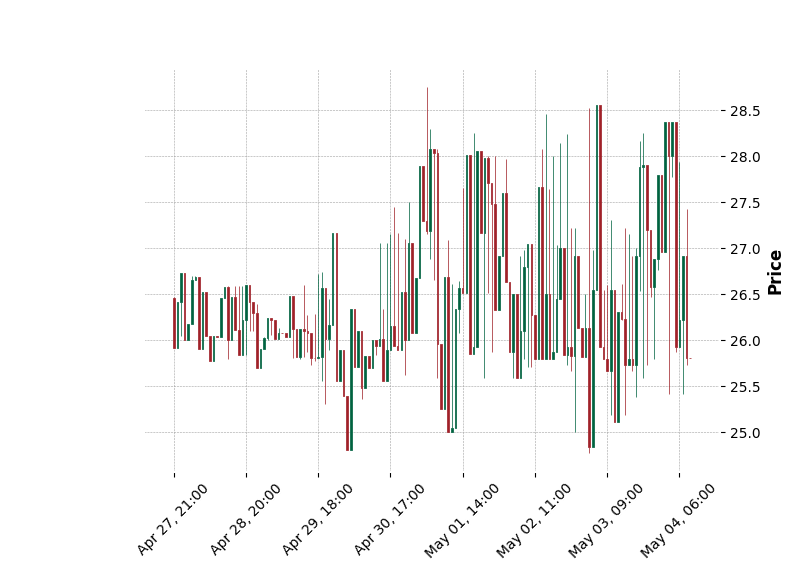 28.5
28.0
27.5
27.0
26.5
26.0
25.5
25.0
Price
Apr 27, 21:00
Apr 28, 20:00
Apr 29, 18:00
Apr 30, 17:00
May 01, 14:00
May 02, 11:00
May 03, 09:00
May 04, 06:00